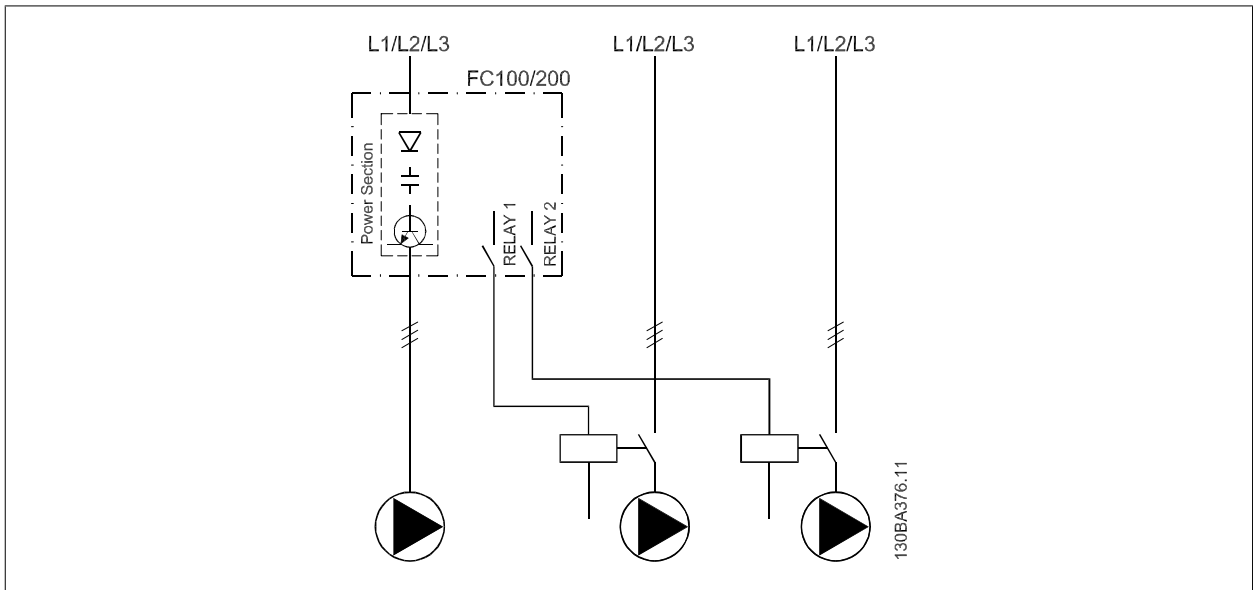 L1/L2/L3
L1/L2/L3
L1/L2/L3
FC100/200
Power Section
RELAY 1
RELAY 2
130BA376.11